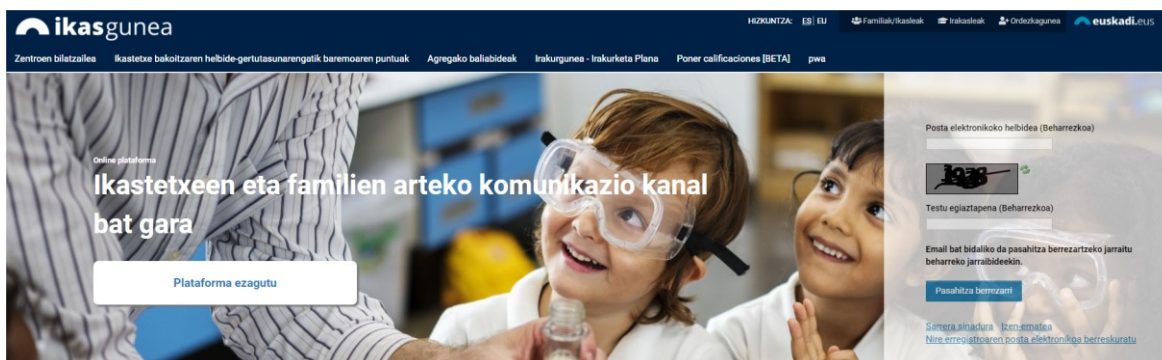 ikasgunea
HIZKUNTZA: ES| EU Familiak/Ikasleak Irakasleak Ordezkagunea euskadi.eus
Zentroen bilatzailea Ikastetxe bakoitzaren helbide-gertutasunarengatik baremoaren puntuak Agregako baliabideak Irakurgunea - Irakurketa Plana Poner calificaciones [BETA] pwa
Online plataforma
Ikastetxeen eta familien arteko komunikazio kanal
bat gara
Plataforma ezagutu
Posta elektronikoko helbidea (Beharrezkoa)
Testu egiaztapena (Beharrezkoa)
Email bat bidaliko da pasahitza berrezartzeko jarraitu
beharreko jarraibideekin.
Pasahitza berrezarri
Sarrera sinadura Izen-ematea
Nire erregistroaren posta elektronikoa berreskuratu